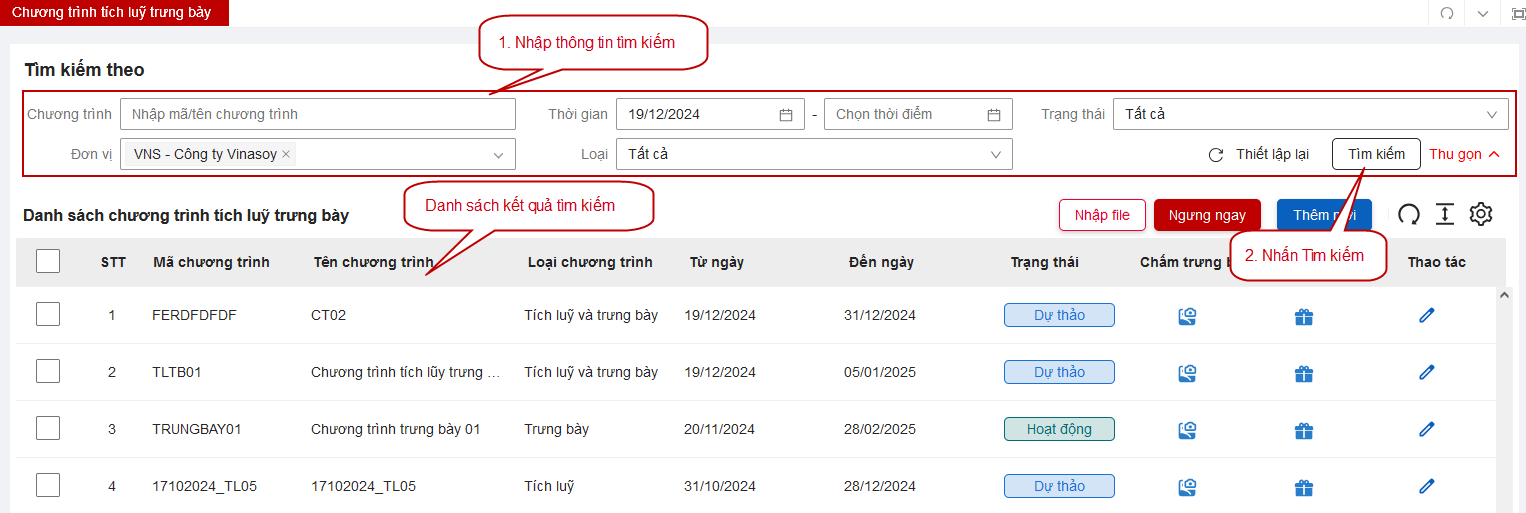 Chương trình tích luỹ trưng bày
1. Nhập thông tin tìm kiếm
Tìm kiếm theo
Chương trình Nhập mã/tên chương trình Thời gian 19/12/2024 - Chọn thời điểm Trạng thái Tất cả
Đơn vị VNS - Công ty Vinasoy × Loại Tất cả Thiết lập lại Tìm kiếm Thu gọn
Danh sách kết quả tìm kiếm
Danh sách chương trình tích luỹ trưng bày Nhập file Ngưng ngay Thêm
2. Nhấn Tìm kiếm
STT Mã chương trình Tên chương trình Loại chương trình Từ ngày Đến ngày Trạng thái Chấm trưng Thao tác
1 FERDFDFDF CT02 Tích luỹ và trưng bày 19/12/2024 31/12/2024 Dự thảo
2 TLTB01 Chương trình tích lũy trưng ... Tích luỹ và trưng bày 19/12/2024 05/01/2025 Dự thảo
3 TRUNGBAY01 Chương trình trưng bày 01 Trưng bày 20/11/2024 28/02/2025 Hoạt động
4 17102024_TL05 17102024_TL05 Tích luỹ 31/10/2024 28/12/2024 Dự thảo